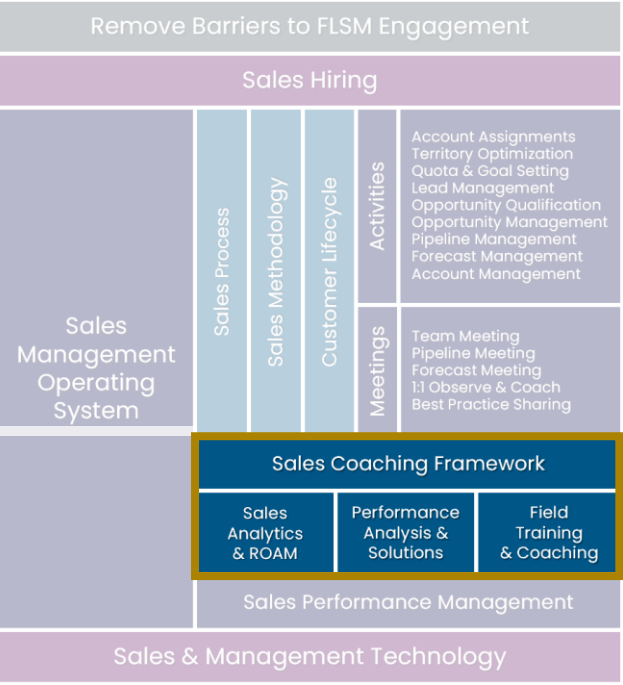 Remove Barriers to FLSM Engagement
Sales Hiring
Sales
Management
Operating
System
Sales Process
Sales Methodology
Customer Lifecycle
Activities
Account Assignments
Territory Optimization
Quota & Goal Setting
Lead Management
Opportunity Qualification
Opportunity Management
Pipeline Management
Forecast Management
Account Management
Meetings
Team Meeting
Pipeline Meeting
Forecast Meeting
1:1 Observe & Coach
Best Practice Sharing
Sales Coaching Framework
Sales
Analytics
& ROAM
Performance
Analysis &
Solutions
Field
Training
& Coaching
Sales Performance Management
Sales & Management Technology